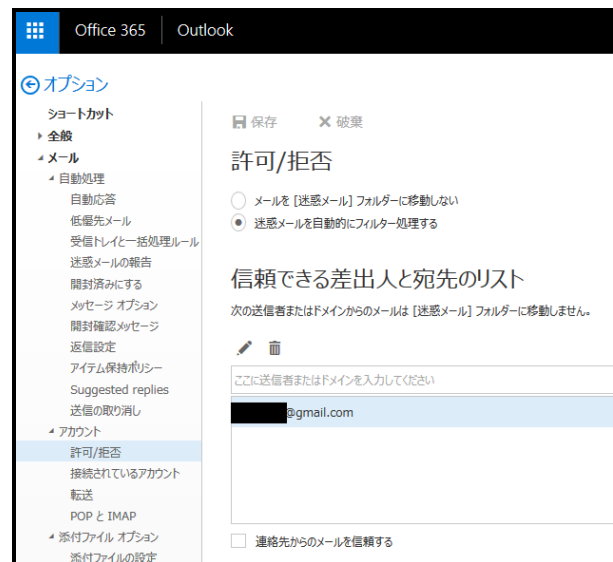 Office 365 Outlook
オプション
ショートカット
全般
メール
自動処理
自動応答
低優先メール
受信トレイと一括処理ルール
迷惑メールの報告
開封済みにする
メッセージ オプション
開封確認メッセージ
返信設定
アイテム保持ポリシー
Suggested replies
送信の取り消し
アカウント
許可/拒否
接続されているアカウント
転送
POP と IMAP
添付ファイル オプション
添付ファイルの設定
保存 破棄
許可/拒否
メールを [迷惑メール] フォルダーに移動しない
迷惑メールを自動的にフィルター処理する
信頼できる差出人と宛先のリスト
次の送信者またはドメインからのメールは [迷惑メール] フォルダーに移動しません。
ここに送信者またはドメインを入力してください
@gmail.com
連絡先からのメールを信頼する